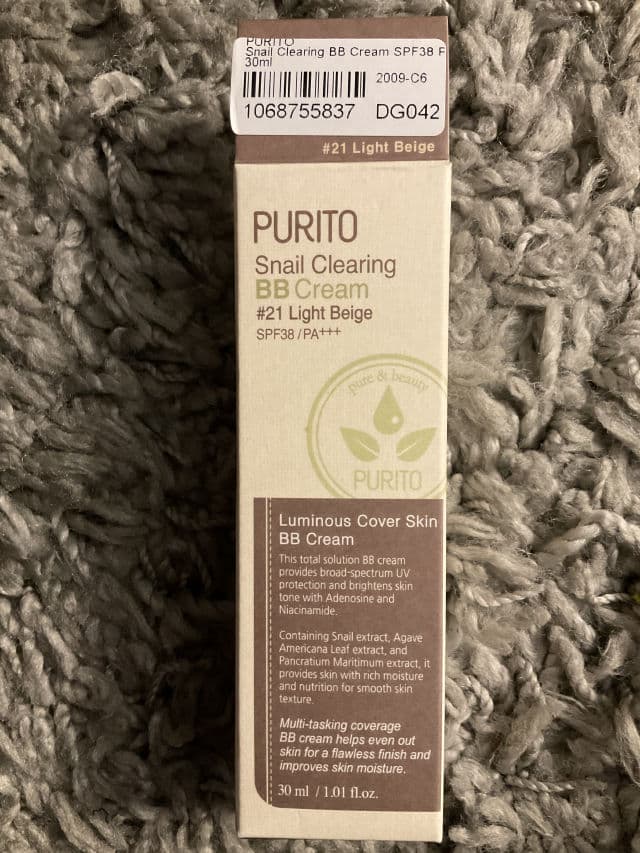 PURITO
Snail Clearing BB Cream SPF38 P
30ml
2009-C6
1068755837 DG042
#21 Light Beige
PURITO
Snail Clearing
BB Cream
#21 Light Beige
SPF38/PA+++
pure & beauty
PURITO
Luminous Cover Skin
BB Cream
This total solution BB cream
provides broad-spectrum UV
protection and brightens skin
tone with Adenosine and
Niacinamide.
Containing Snail extract, Agave
Americana Leaf extract, and
Pancratium Maritimum extract, it
provides skin with rich moisture
and nutrition for smooth skin
texture.
Multi-tasking coverage
BB cream helps even out
skin for a flawless finish and
improves skin moisture.
30 ml / 1.01 fl.oz.